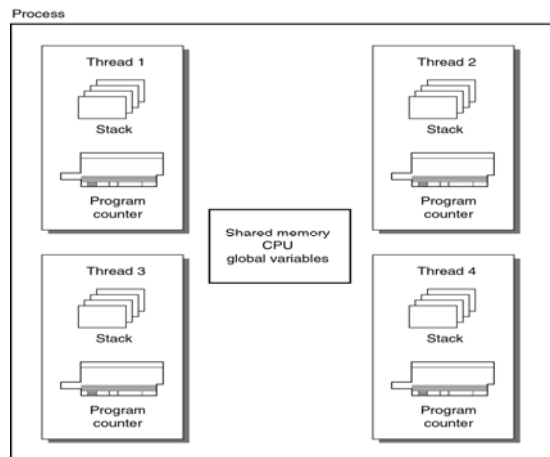 Process
Thread 1
Stack
Program
counter
Thread 2
Stack
Program
counter
Shared memory
CPU
global variables
Thread 3
Stack
Program
counter
Thread 4
Stack
Program
counter